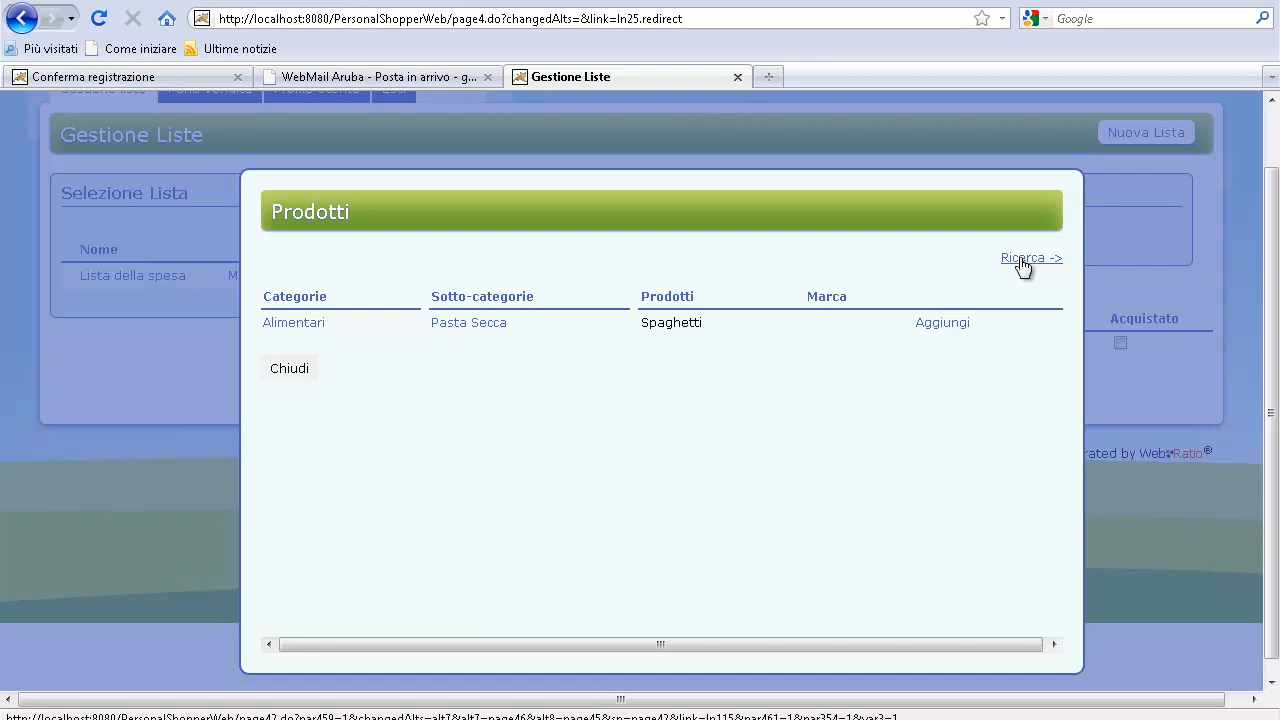 http://localhost:8080/PersonalShopperWeb/page4.do?changedAlts=&link=ln25.redirect
Google
Più visitati
Come iniziare
Ultime notizie
Conferma registrazione
WebMail Aruba - Posta in arrivo - g...
Gestione Liste
Gestione Liste
Nuova Lista
Selezione Lista
Nome
Lista della spesa M
Prodotti
Ricerca ->
Categorie Sotto-categorie Prodotti Marca
Alimentari Pasta Secca Spaghetti Aggiungi
Chiudi
Acquistato
rated by WebRatio®